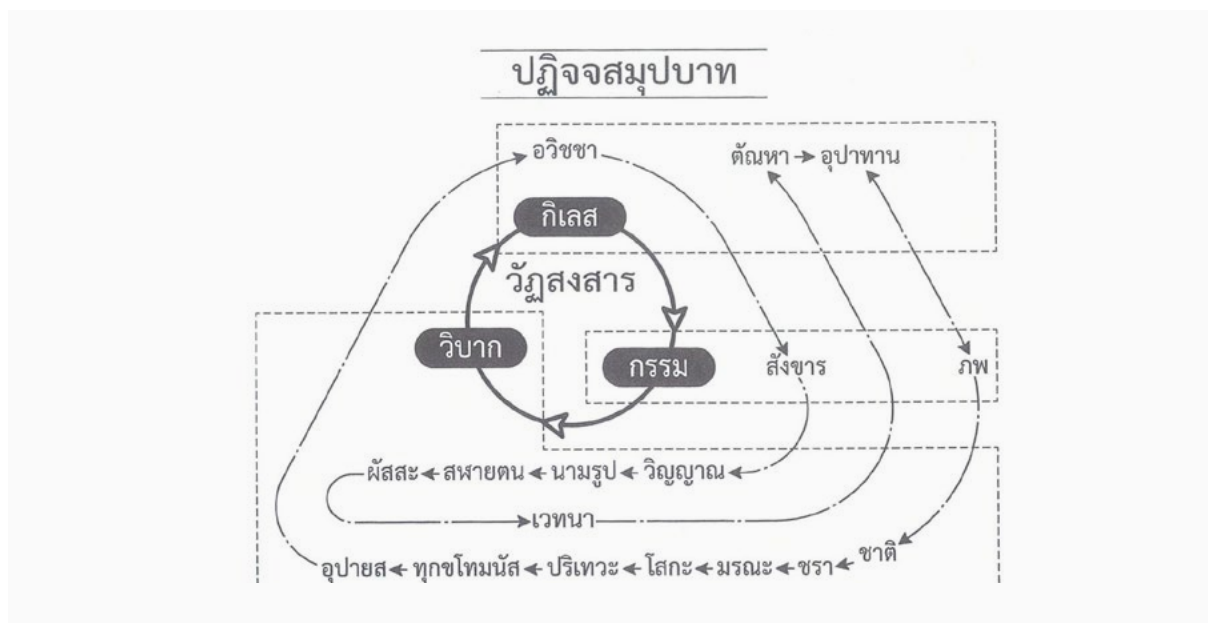 ปฏิจจสมุปบาท
อวิชชา
ตัณหา
อุปาทาน
กิเลส
วัฏสงสาร
วิบาก
กรรม
สังขาร
ภพ
ผัสสะ สฬายตน นามรูป วิญญาณ
เวทนา
อุปายส ทุกขโทมนัส ปริเทวะ โสกะ มรณะ ชรา ชาติ